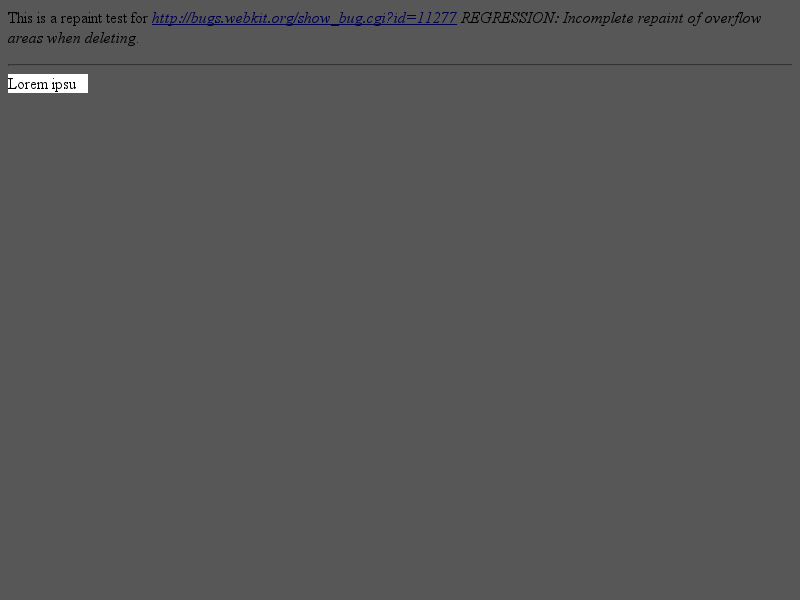 This is a repaint test for http://bugs.webkit.org/show_bug.cgi?id=11277 REGRESSION: Incomplete repaint of overflow
areas when deleting.
Lorem ipsu